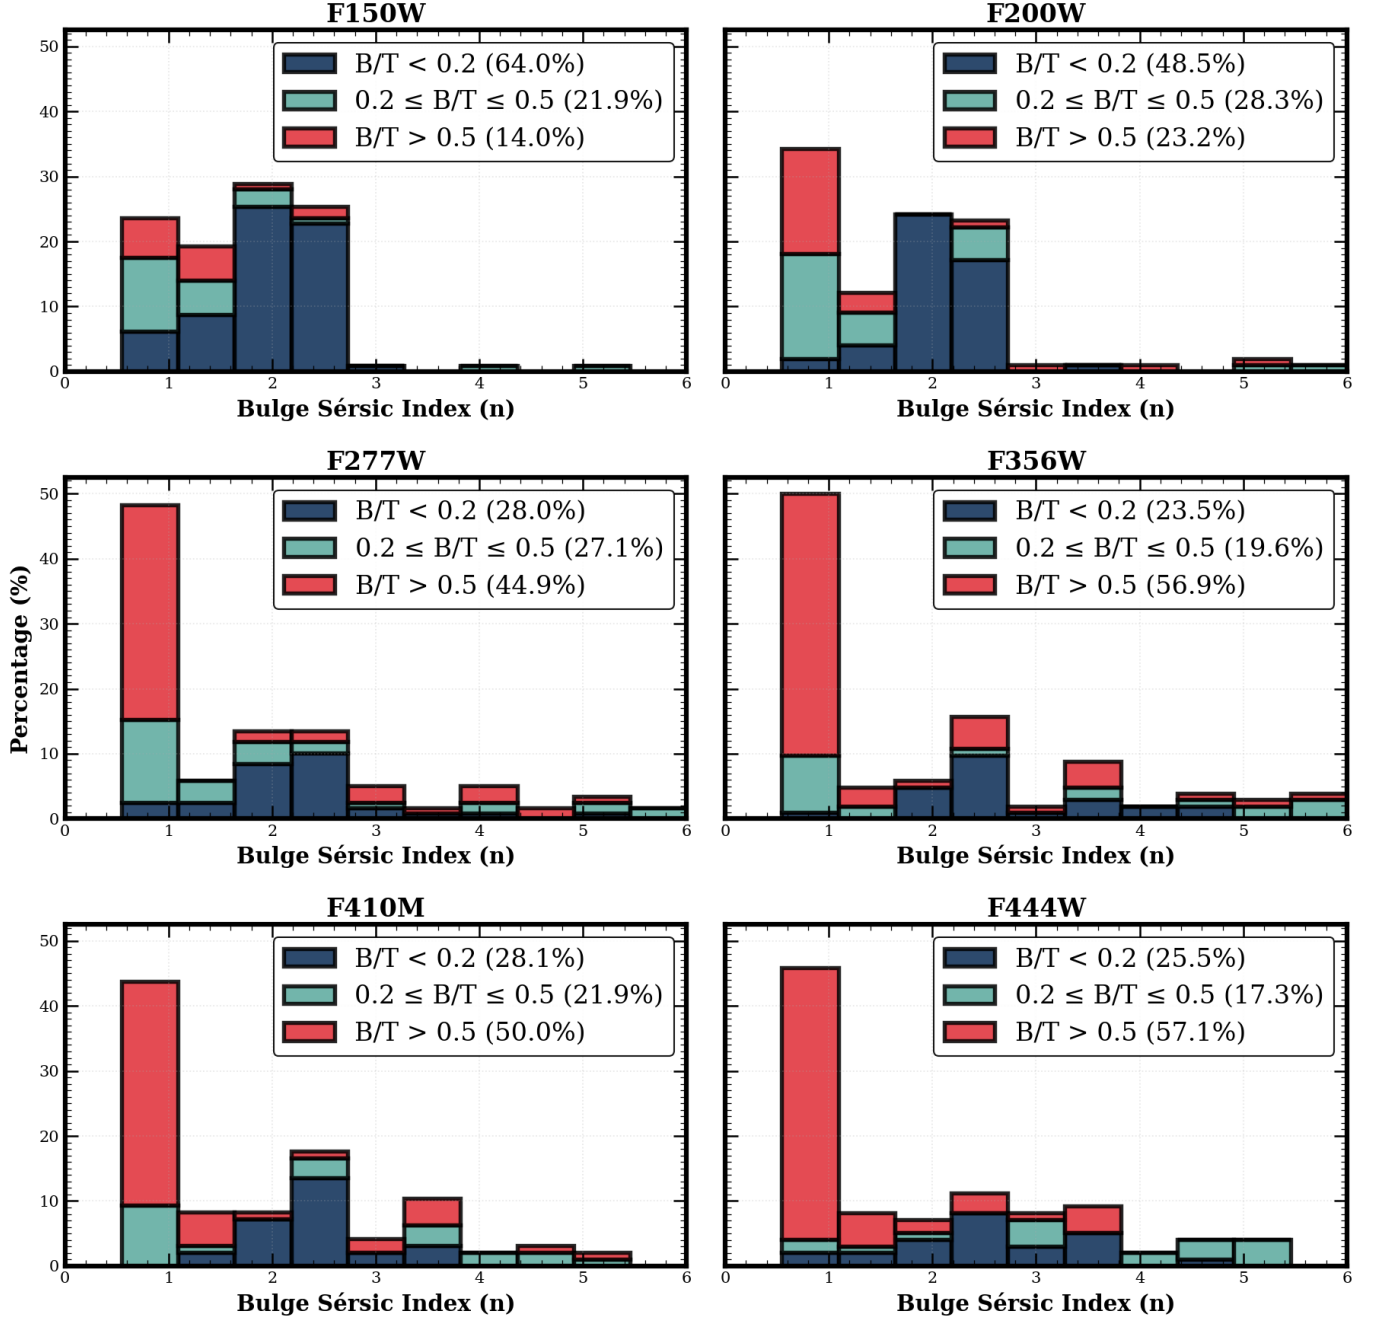 F150W
50
40
30
20
10
0
B/T < 0.2 (64.0%)
0.2 ≤ B/T ≤ 0.5 (21.9%)
B/T > 0.5 (14.0%)
0 1 2 3 4 5 6
Bulge Sérsic Index (n)
F200W
B/T < 0.2 (48.5%)
0.2 ≤ B/T ≤ 0.5 (28.3%)
B/T > 0.5 (23.2%)
0 1 2 3 4 5 6
Bulge Sérsic Index (n)
Percentage (%)
F277W
50
40
30
20
10
0
B/T < 0.2 (28.0%)
0.2 ≤ B/T ≤ 0.5 (27.1%)
B/T > 0.5 (44.9%)
0 1 2 3 4 5 6
Bulge Sérsic Index (n)
F356W
B/T < 0.2 (23.5%)
0.2 ≤ B/T ≤ 0.5 (19.6%)
B/T > 0.5 (56.9%)
0 1 2 3 4 5 6
Bulge Sérsic Index (n)
F410M
50
40
30
20
10
0
B/T < 0.2 (28.1%)
0.2 ≤ B/T ≤ 0.5 (21.9%)
B/T > 0.5 (50.0%)
0 1 2 3 4 5 6
Bulge Sérsic Index (n)
F444W
B/T < 0.2 (25.5%)
0.2 ≤ B/T ≤ 0.5 (17.3%)
B/T > 0.5 (57.1%)
0 1 2 3 4 5 6
Bulge Sérsic Index (n)